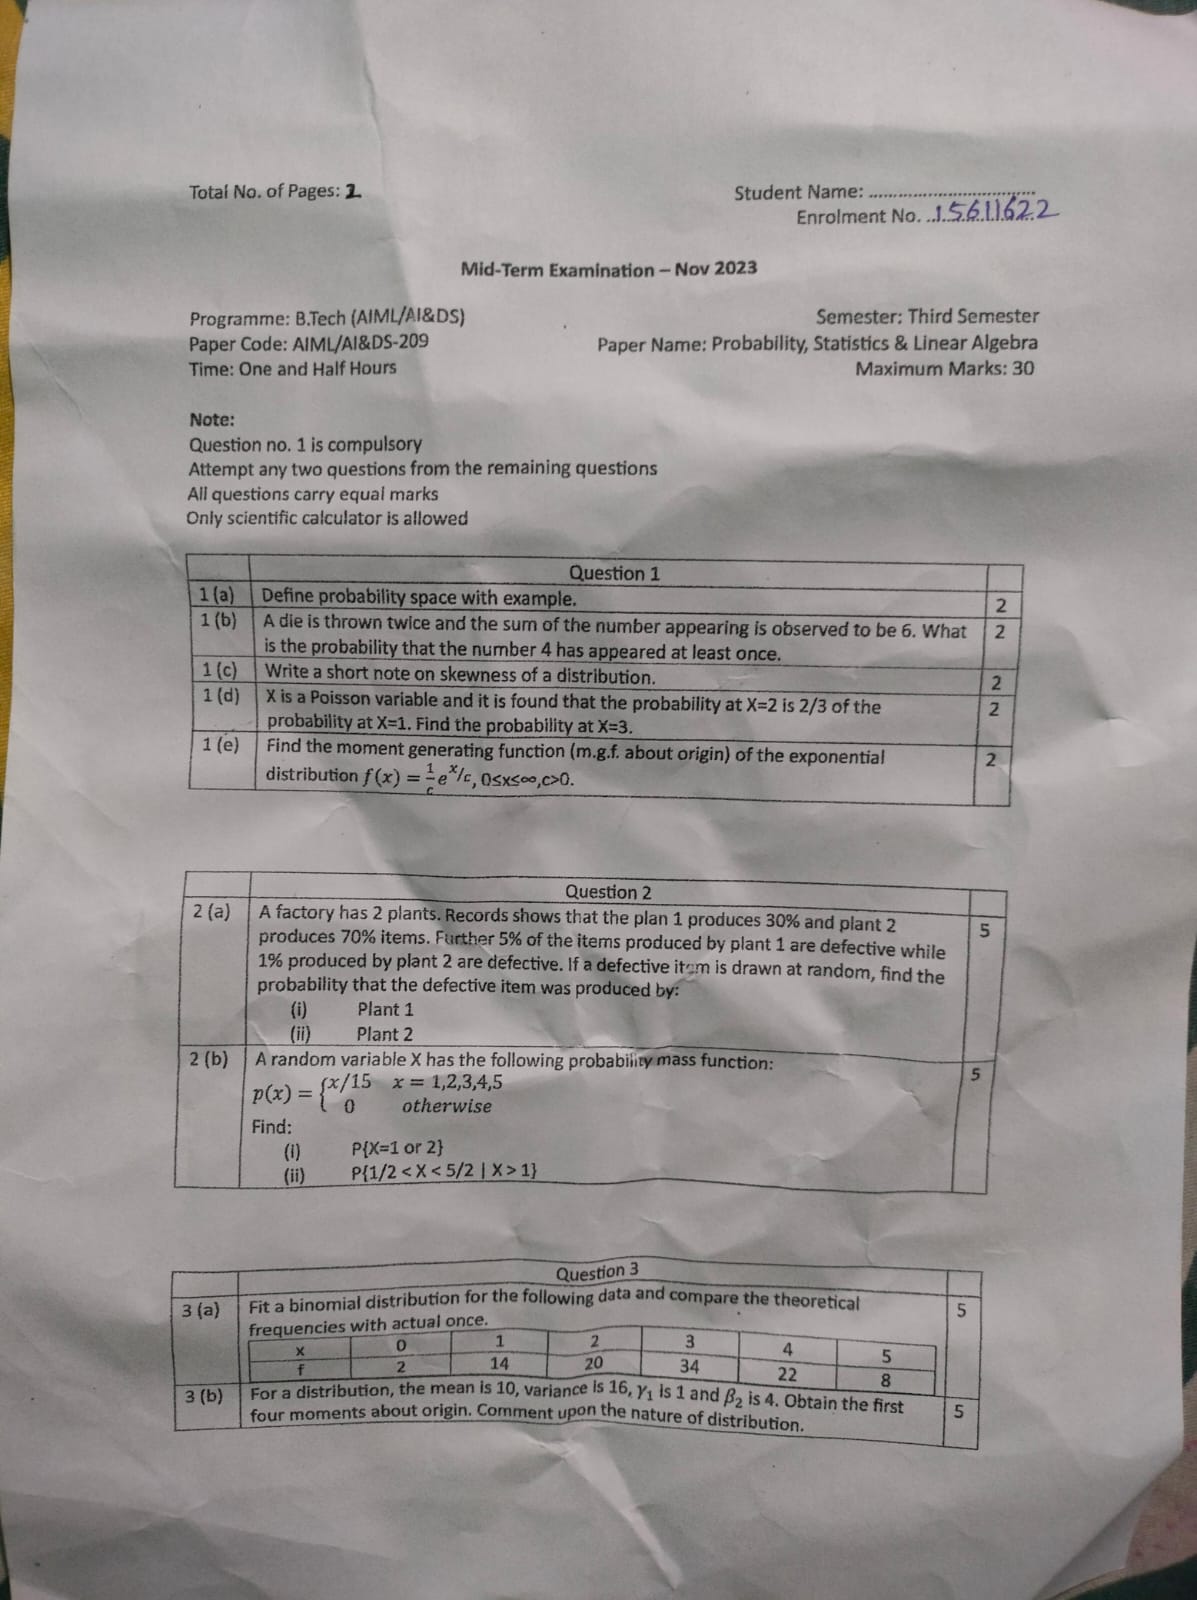 Total No. of Pages: 2
Student Name: ..................................
Enrolment No. ..15611622
Mid-Term Examination – Nov 2023
Programme: B.Tech (AIML/AI&DS)
Semester: Third Semester
Paper Code: AIML/AI&DS-209
Paper Name: Probability, Statistics & Linear Algebra
Time: One and Half Hours
Maximum Marks: 30
Note:
Question no. 1 is compulsory
Attempt any two questions from the remaining questions
All questions carry equal marks
Only scientific calculator is allowed
Question 1
1 (a) Define probability space with example. 2
1 (b) A die is thrown twice and the sum of the number appearing is observed to be 6. What 2
is the probability that the number 4 has appeared at least once.
1 (c) Write a short note on skewness of a distribution. 2
1 (d) X is a Poisson variable and it is found that the probability at X=2 is 2/3 of the 2
probability at X=1. Find the probability at X=3.
1 (e) Find the moment generating function (m.g.f. about origin) of the exponential 2
distribution f(x) = 1/c e^x/c, 0≤x≤∞,c>0.
Question 2
2 (a) A factory has 2 plants. Records shows that the plan 1 produces 30% and plant 2 5
produces 70% items. Further 5% of the items produced by plant 1 are defective while
1% produced by plant 2 are defective. If a defective item is drawn at random, find the
probability that the defective item was produced by:
(i) Plant 1
(ii) Plant 2
2 (b) A random variable X has the following probability mass function: 5
p(x) = { x/15 x = 1,2,3,4,5
0 otherwise
Find:
(i) P{X=1 or 2}
(ii) P{1/2 < X < 5/2 | X > 1}
Question 3
3 (a) Fit a binomial distribution for the following data and compare the theoretical 5
frequencies with actual once.
x 0 1 2 3 4 5
f 2 14 20 34 22 8
3 (b) For a distribution, the mean is 10, variance is 16, γ₁ is 1 and β₂ is 4. Obtain the first 5
four moments about origin. Comment upon the nature of distribution.